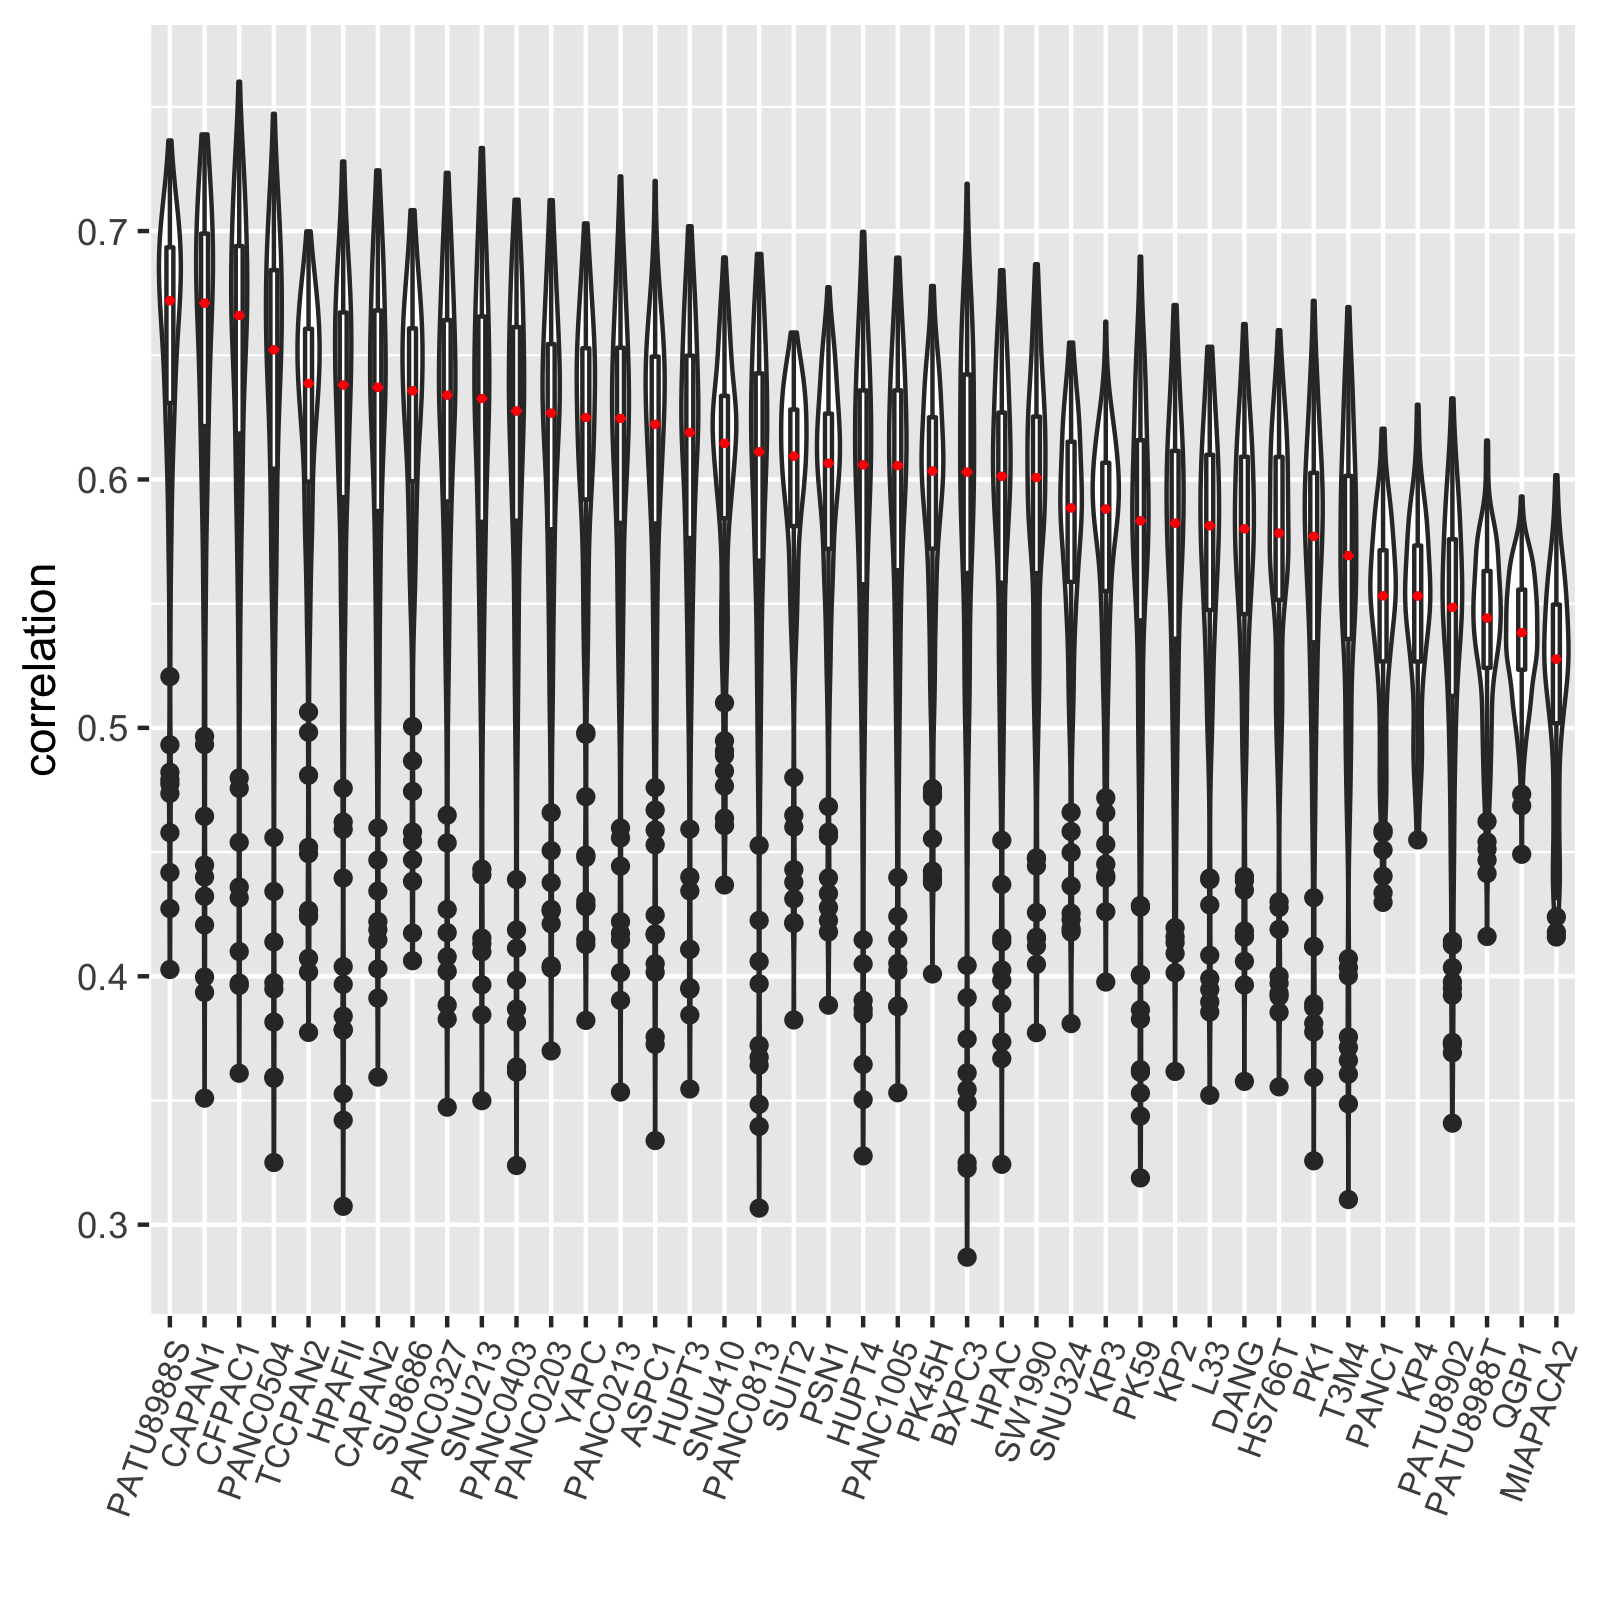 correlation
0.7
0.6
0.5
0.4
0.3
PATU8988S
CAPAN1
CFPAC1
PANC0504
TCCPAN2
HPAFII
CAPAN2
SU8686
PANC0327
SNU213
PANC0403
PANC0203
YAPC
PANC0213
ASPC1
HUPT3
SNU410
PANC0813
SUIT2
PSN1
HUPT4
PANC1005
PK45H
BXPC3
HPAC
SW1990
SNU324
KP3
PK59
KP2
L33
DANG
HS766T
PK1
T3M4
PANC1
KP4
PATU8902
PATU8988T
QGP1
MIAPACA2